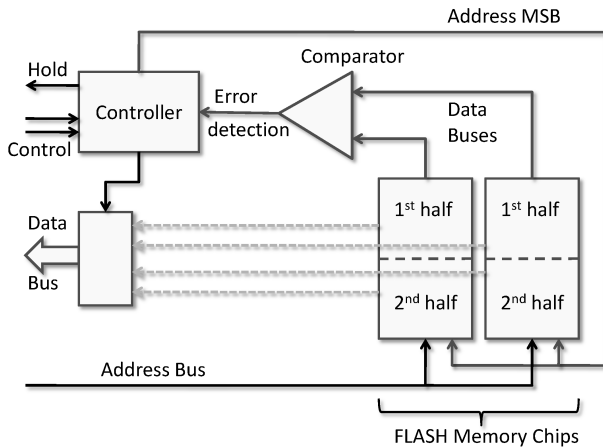 Address MSB
Comparator
Hold
Controller
Error
detection
Data
Buses
Control
1st half
1st half
Data
Bus
2nd half
2nd half
Address Bus
FLASH Memory Chips